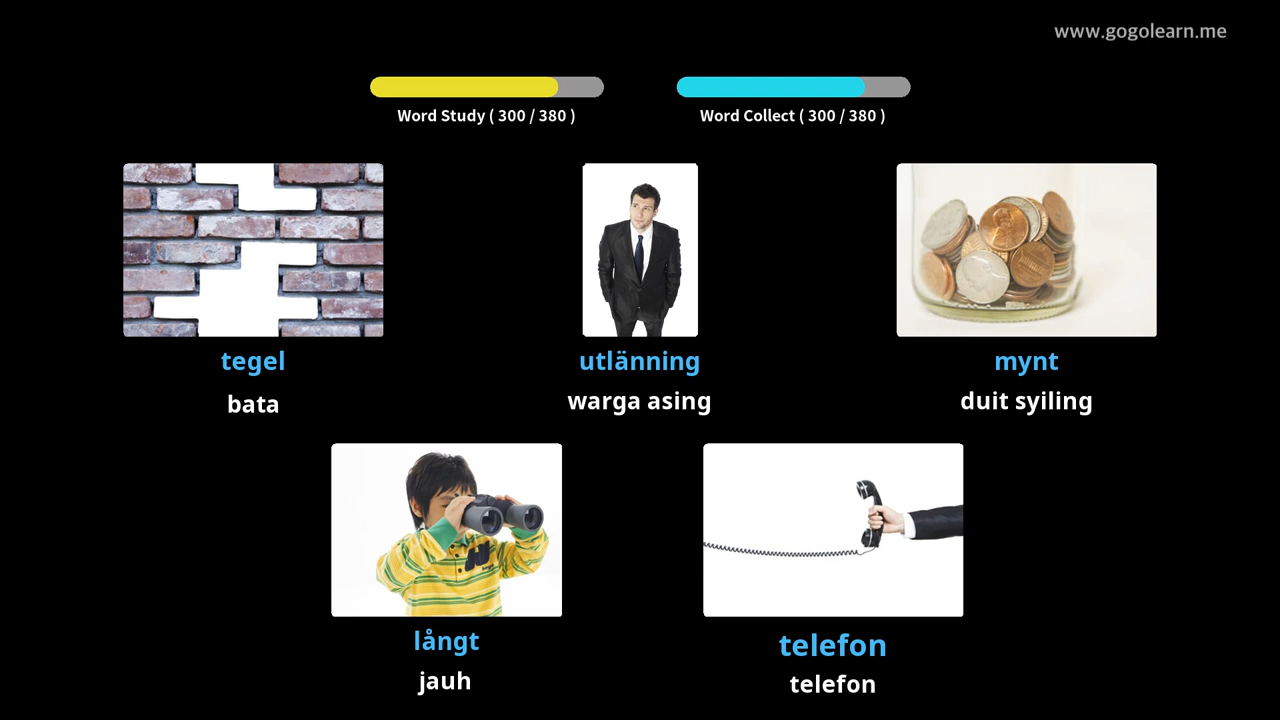 www.gogolearn.me
Word Study ( 300 / 380 )
Word Collect ( 300 / 380 )
tegel
utlänning
mynt
bata
warga asing
duit syiling
långt
telefon
jauh
telefon